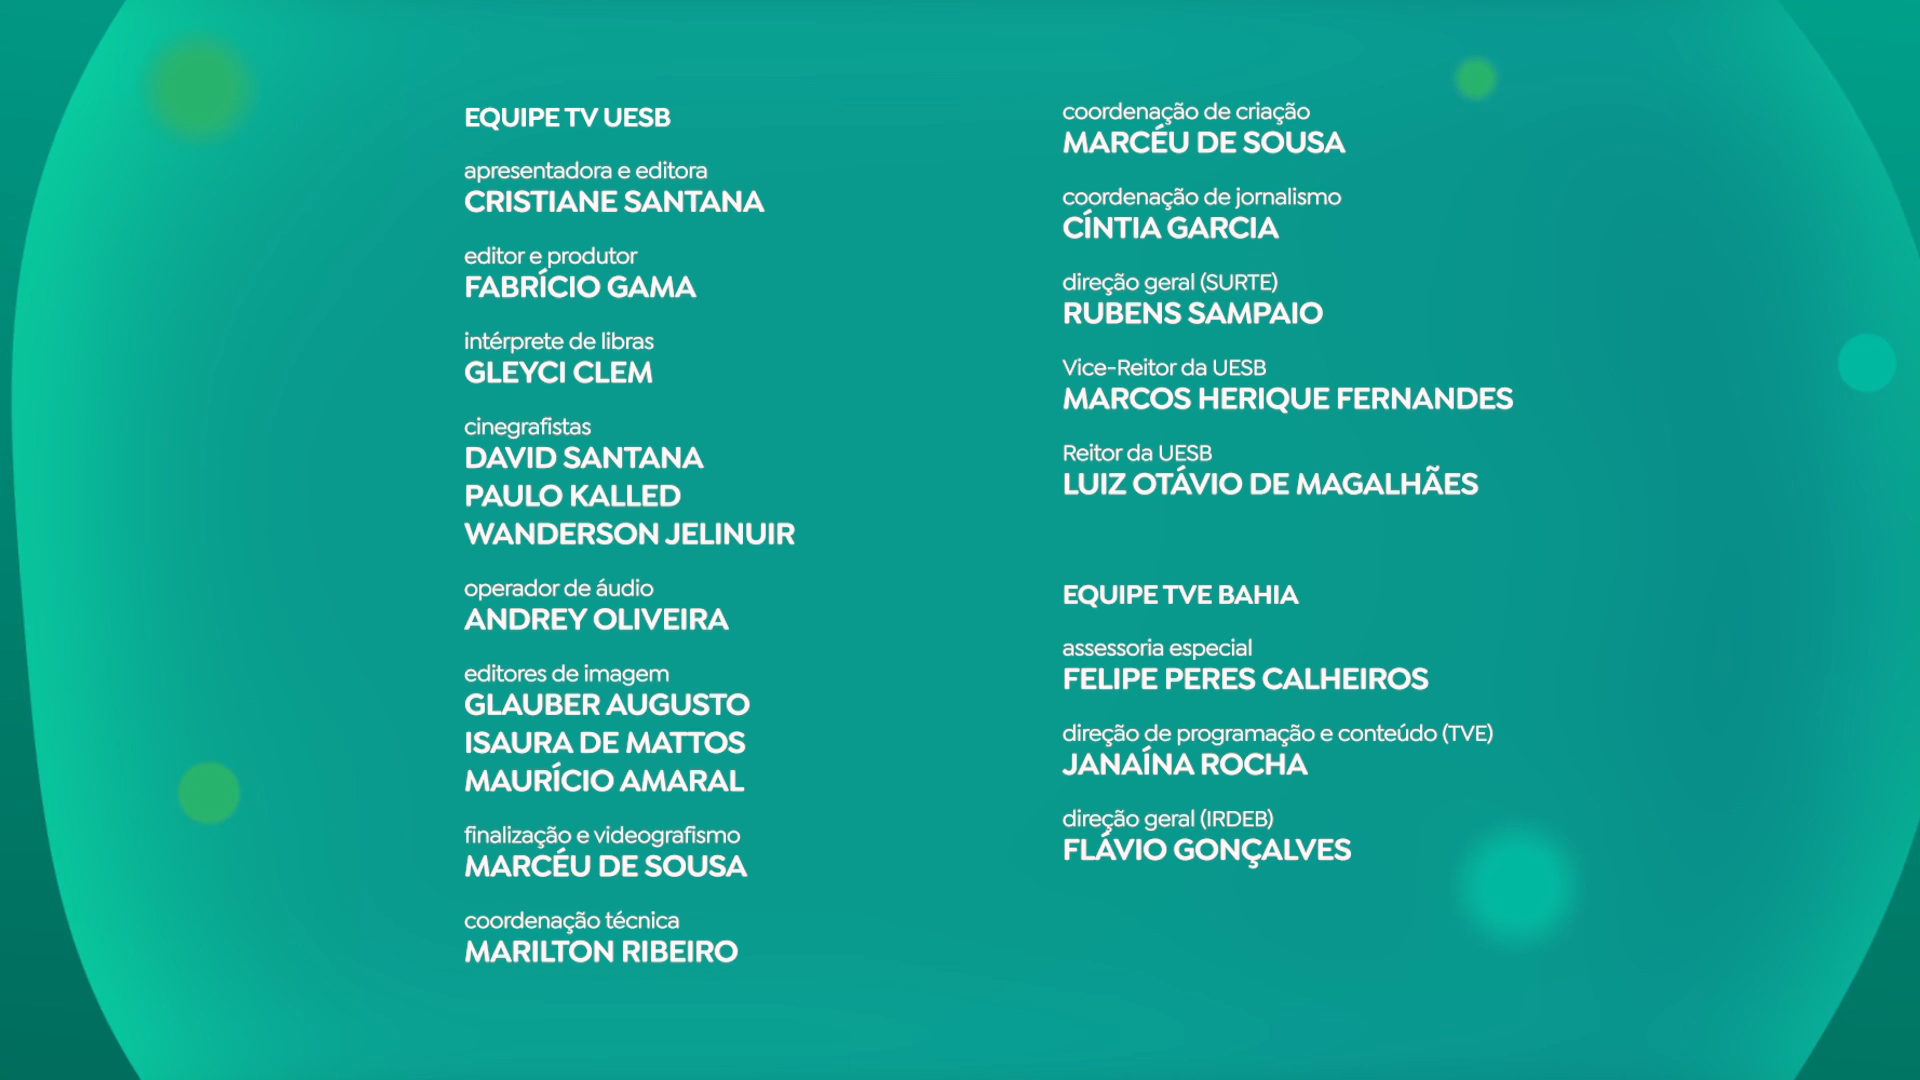 EQUIPE TV UESB
apresentadora e editora
CRISTIANE SANTANA
editor e produtor
FABRÍCIO GAMA
intérprete de libras
GLEYCI CLEM
cinegrafistas
DAVID SANTANA
PAULO KALLED
WANDERSON JELINUIR
operador de áudio
ANDREY OLIVEIRA
editores de imagem
GLAUBER AUGUSTO
ISAURA DE MATTOS
MAURÍCIO AMARAL
finalização e videografismo
MARCÉU DE SOUSA
coordenação técnica
MARILTON RIBEIRO
coordenação de criação
MARCÉU DE SOUSA
coordenação de jornalismo
CÍNTIA GARCIA
direção geral (SURTE)
RUBENS SAMPAIO
Vice-Reitor da UESB
MARCOS HERIQUE FERNANDES
Reitor da UESB
LUIZ OTÁVIO DE MAGALHÃES
EQUIPE TVE BAHIA
assessoria especial
FELIPE PERES CALHEIROS
direção de programação e conteúdo (TVE)
JANAÍNA ROCHA
direção geral (IRDEB)
FLÁVIO GONÇALVES